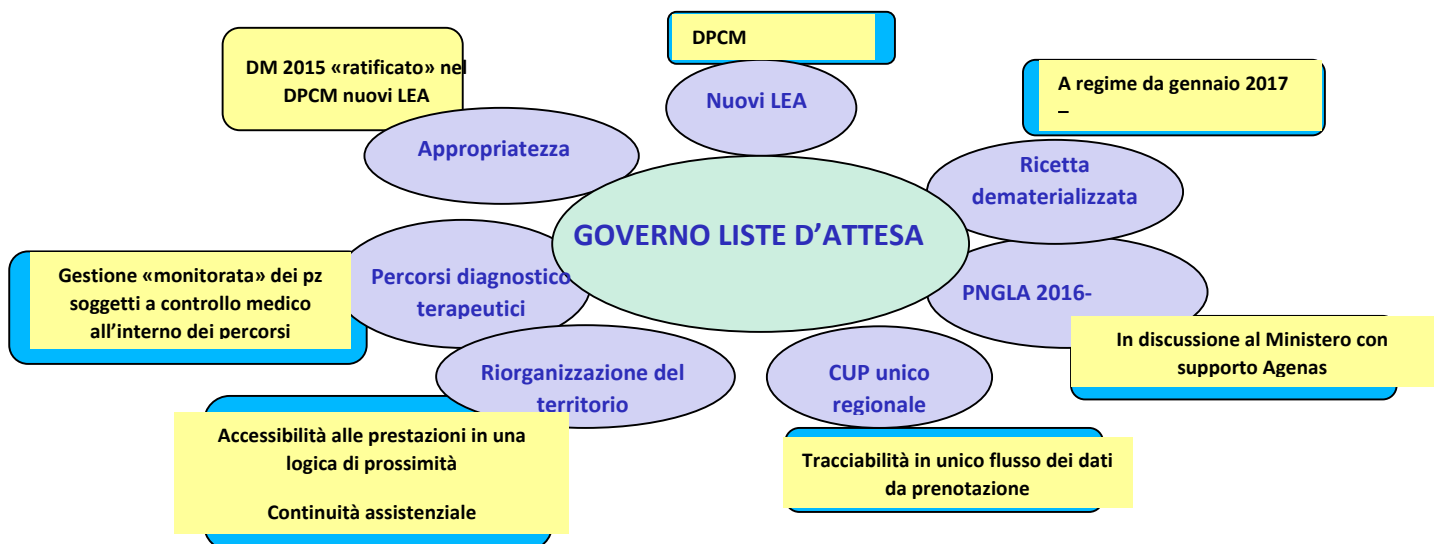 DPCM
DM 2015 «ratificato» nel
DPCM nuovi LEA
A regime da gennaio 2017
–
Nuovi LEA
Appropriatezza
Ricetta
dematerializzata
GOVERNO LISTE D’ATTESA
Gestione «monitorata» dei pz
soggetti a controllo medico
all’interno dei percorsi
Percorsi diagnostico
terapeutici
PNGLA 2016-
In discussione al Ministero con
supporto Agenas
Riorganizzazione del
territorio
CUP unico
regionale
Accessibilità alle prestazioni in una
logica di prossimità
Continuità assistenziale
Tracciabilità in unico flusso dei dati
da prenotazione